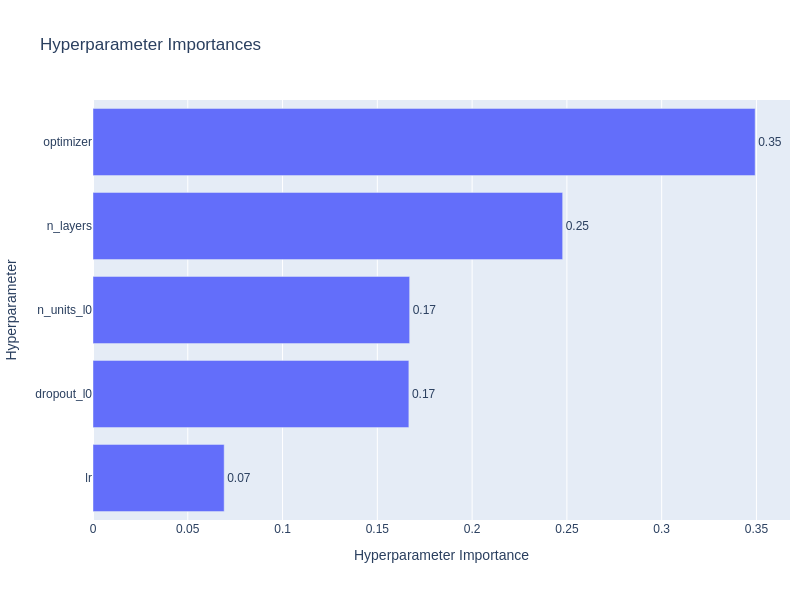 Hyperparameter Importances
Hyperparameter
optimizer
0.35
n_layers
0.25
n_units_l0
0.17
dropout_l0
0.17
lr
0.07
0
0.05
0.1
0.15
0.2
0.25
0.3
0.35
Hyperparameter Importance